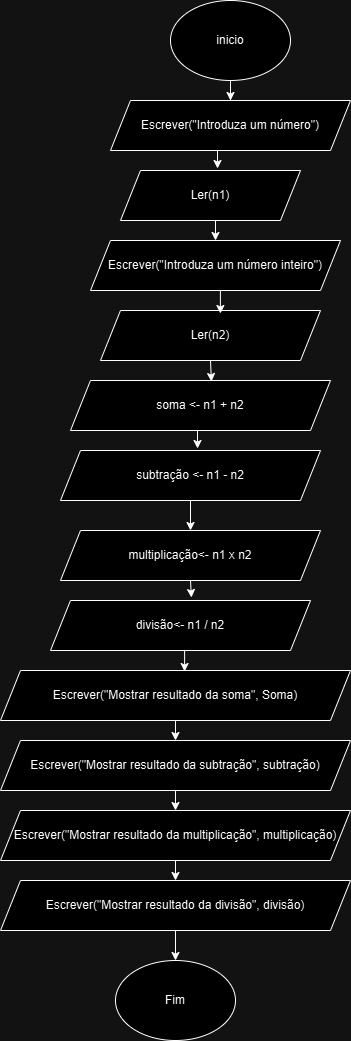 inicio
Escrever("Introduza um número")
Ler(n1)
Escrever("Introduza um número inteiro")
Ler(n2)
soma <- n1 + n2
subtração <- n1 - n2
multiplicação<- n1 x n2
divisão<- n1 / n2
Escrever("Mostrar resultado da soma", Soma)
Escrever("Mostrar resultado da subtração", subtração)
Escrever("Mostrar resultado da multiplicação", multiplicação)
Escrever("Mostrar resultado da divisão", divisão)
Fim